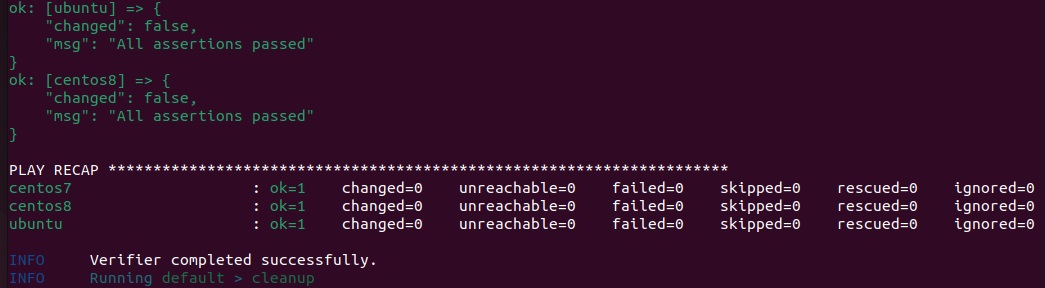 ok: [ubuntu] => {
    "changed": false,
    "msg": "All assertions passed"
}
ok: [centos8] => {
    "changed": false,
    "msg": "All assertions passed"
}
PLAY RECAP *********************************************************************
centos7                    : ok=1    changed=0    unreachable=0    failed=0    skipped=0    rescued=0    ignored=0
centos8                    : ok=1    changed=0    unreachable=0    failed=0    skipped=0    rescued=0    ignored=0
ubuntu                     : ok=1    changed=0    unreachable=0    failed=0    skipped=0    rescued=0    ignored=0
INFO     Verifier completed successfully.
INFO     Running default > cleanup